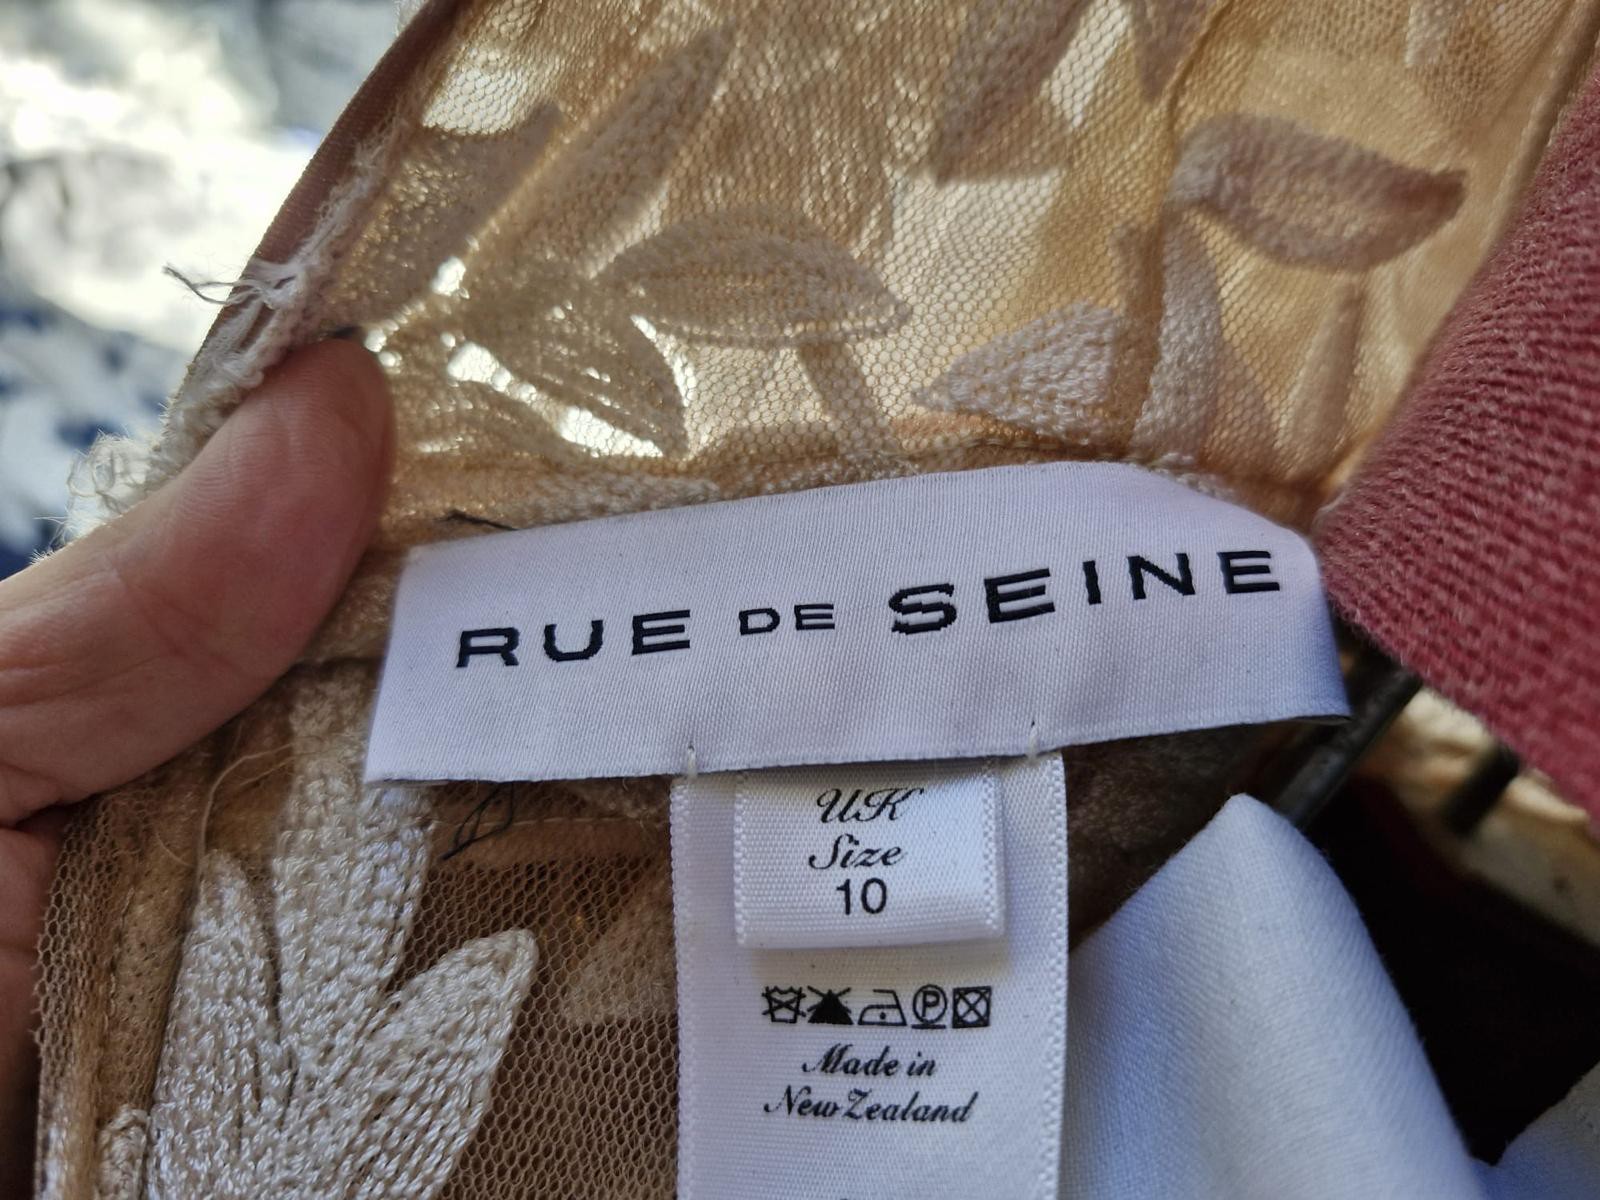 RUE DE SEINE
UK
Size
10
P
Made in
New Zealand